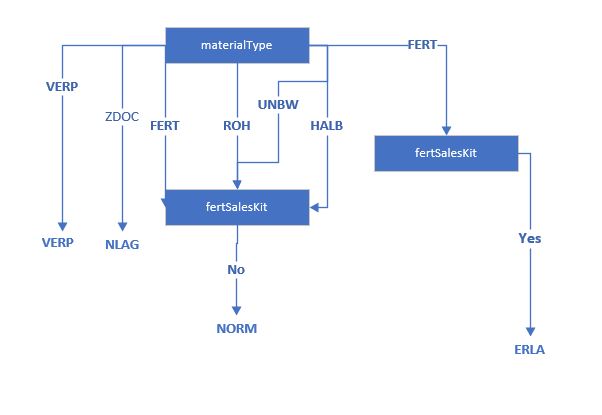 materialType
FERT
VERP
UNBW
ZDOC
FERT
ROH
HALB
fertSalesKit
fertSalesKit
VERP
NLAG
Yes
No
NORM
ERLA